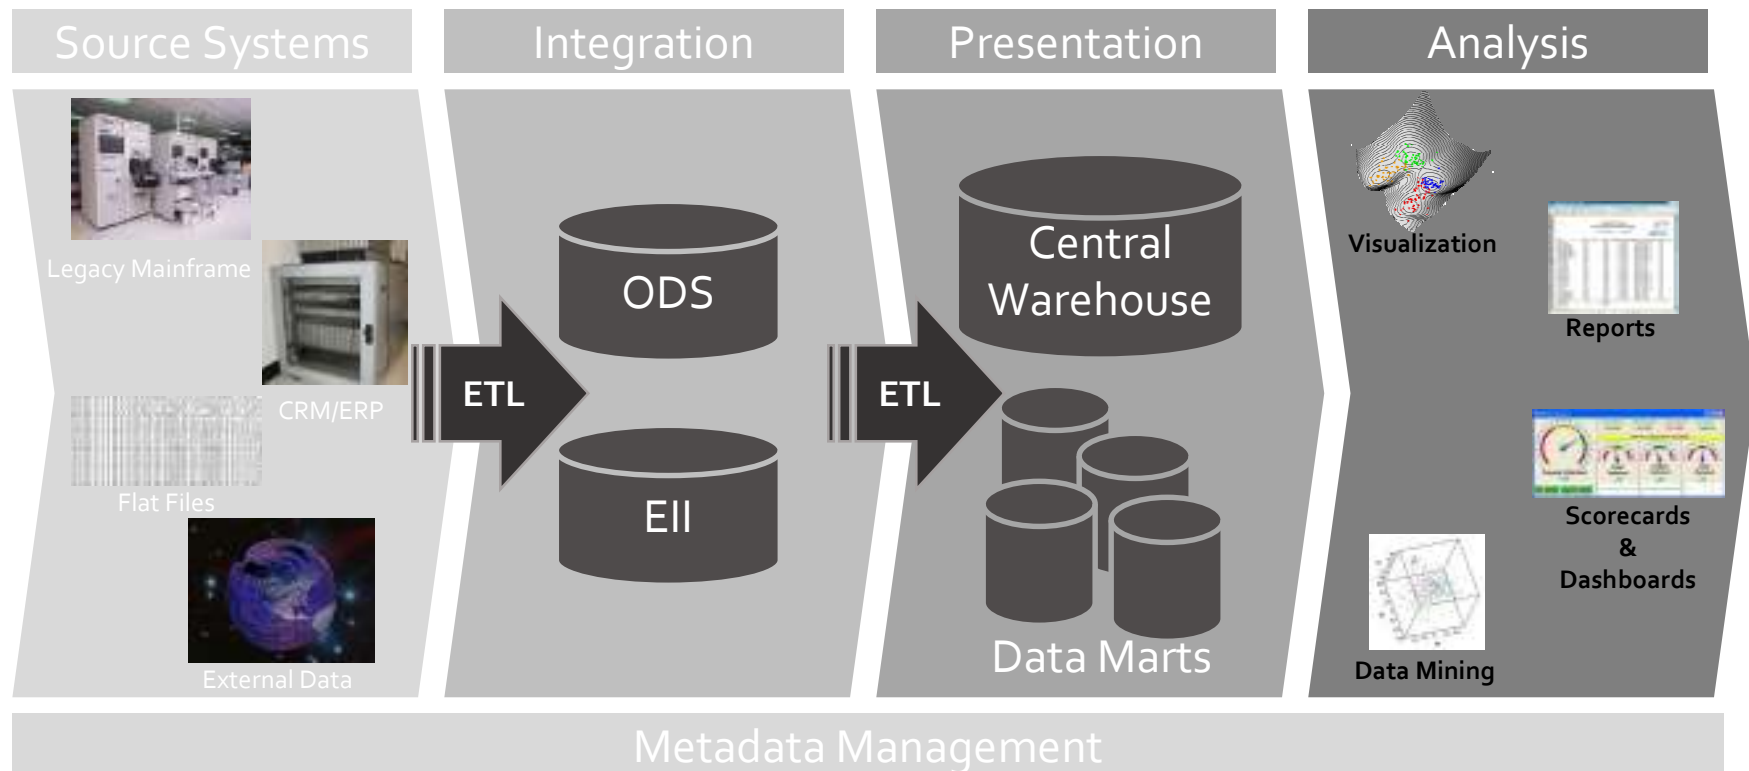 Source Systems
Integration
Presentation
Analysis
Legacy Mainframe
CRM/ERP
Flat Files
External Data
ETL
ODS
EII
ETL
Central
Warehouse
Data Marts
Visualization
Reports
Scorecards
&
Dashboards
Data Mining
Metadata Management